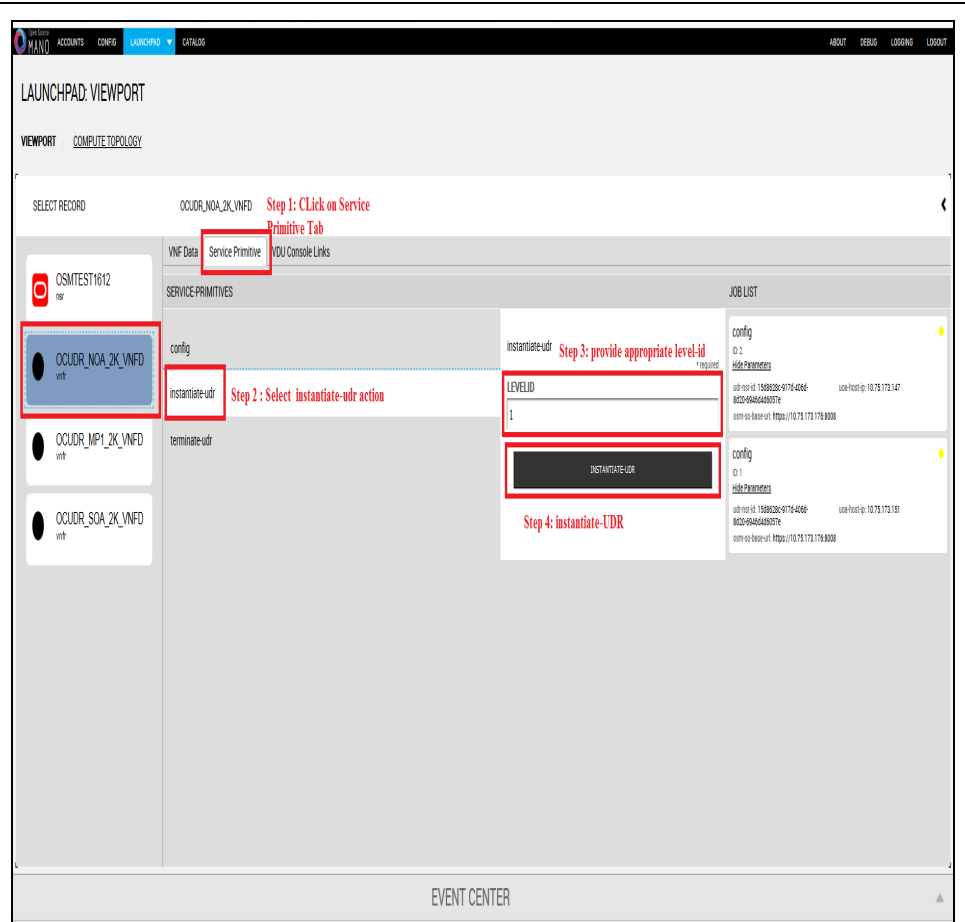 Open Source
MANO ACCOUNTS CONFIG LAUNCHPAD CATALOG ABOUT DEBUG LOGGING LOGOUT
LAUNCHPAD: VIEWPORT
VIEWPORT COMPUTE TOPOLOGY
SELECT RECORD
OCUDR_NOA_2K_VNFD
Step 1: CLick on Service
Primitive Tab
VNF Data Service Primitive VDU Console Links
OSMTEST1612
nsr
OCUDR_NOA_2K_VNFD
vnfr
OCUDR_MP1_2K_VNFD
vnfr
OCUDR_SOA_2K_VNFD
vnfr
SERVICE-PRIMITIVES
config
instantiate-udr
Step 2 : Select instantiate-udr action
terminate-udr
instantiate-udr
Step 3: provide appropriate level-id
* required
LEVELID
1
INSTANTIATE-UDR
Step 4: instantiate-UDR
JOB LIST
config
ID: 2
Hide Parameters
udr-nsr-id: 15d8628c-917d-406d- uoa-host-ip: 10.75.173.147
8d20-6946d4d6057e
osm-so-base-url: https://10.75.173.176:8008
config
ID: 1
Hide Parameters
udr-nsr-id: 15d8628c-917d-406d- uoa-host-ip: 10.75.173.151
8d20-6946d4d6057e
osm-so-base-url: https://10.75.173.176:8008
EVENT CENTER